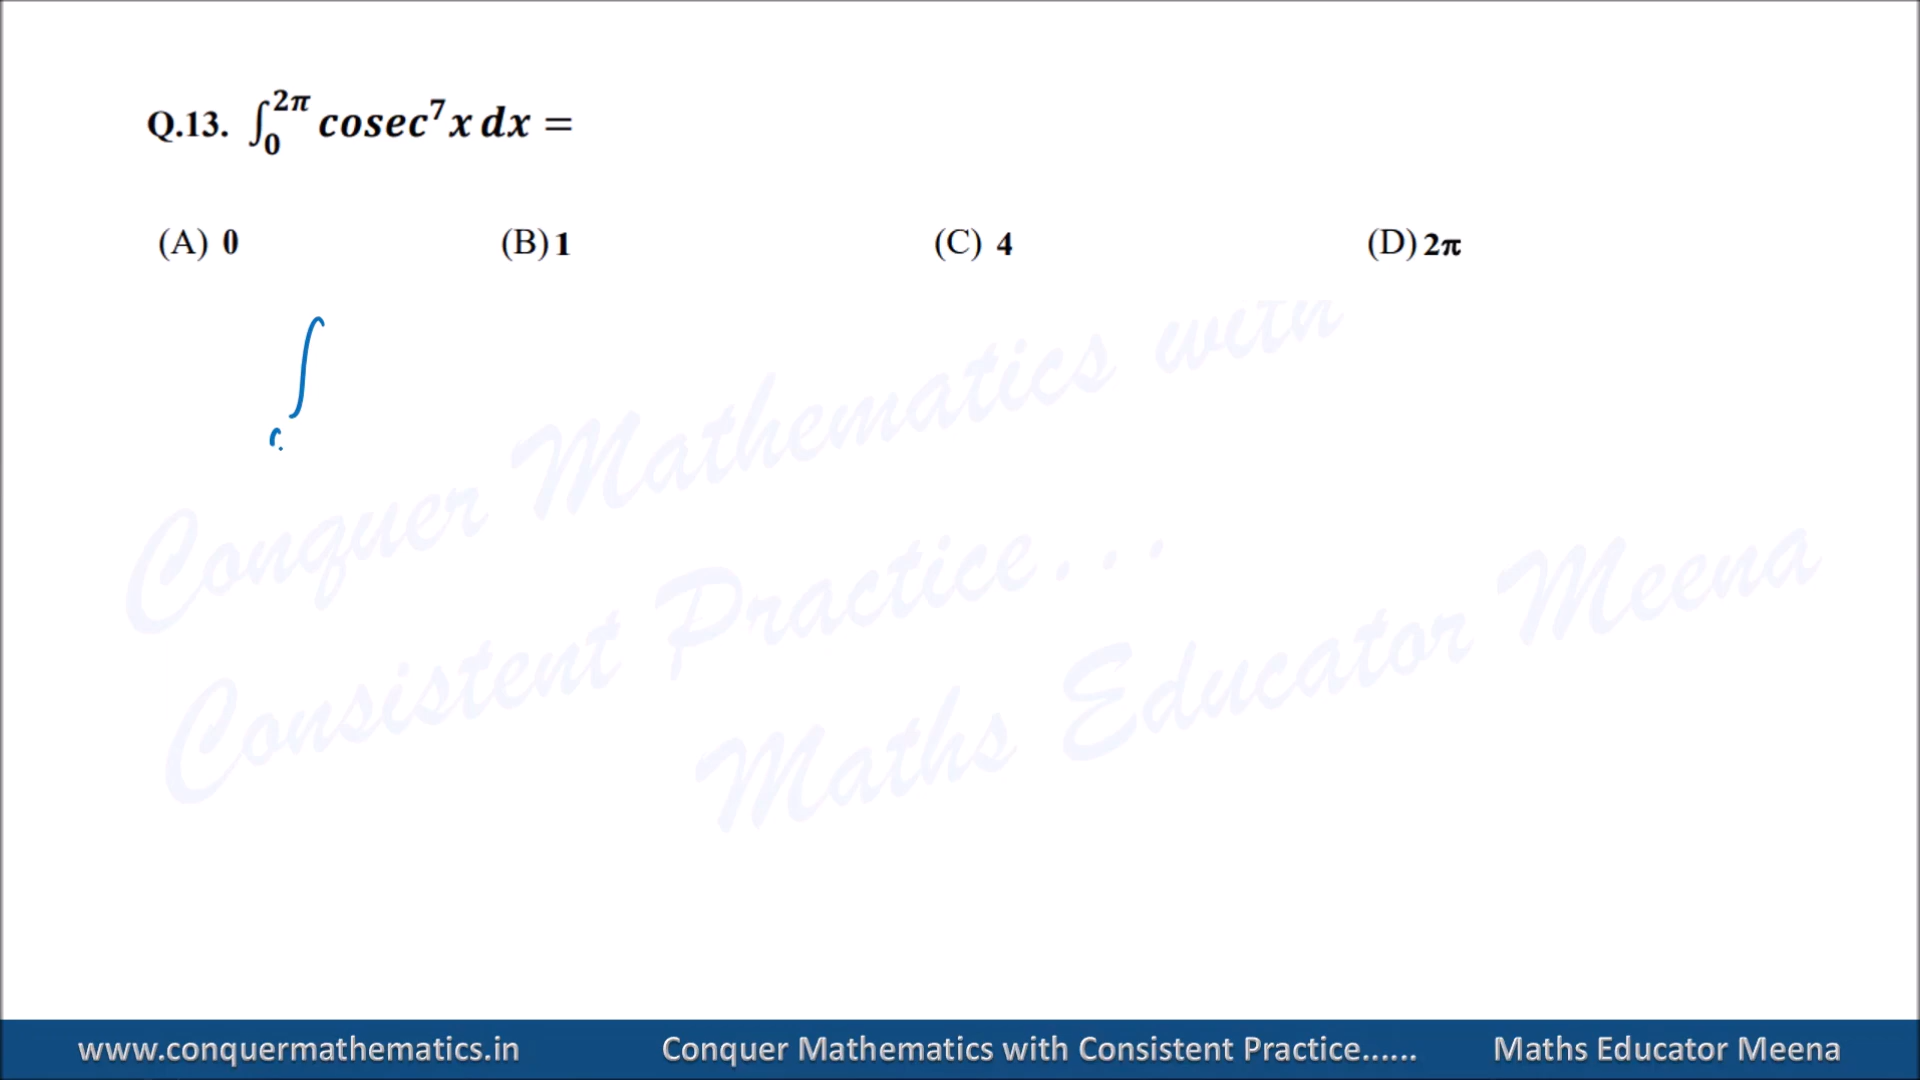 Q.13. ∫₀^2π cosec⁷x dx =
(A) 0 (B) 1 (C) 4 (D) 2π
∫
Conquer Mathematics with
Consistent Practice...
Maths Educator Meena
www.conquermathematics.in Conquer Mathematics with Consistent Practice...... Maths Educator Meena